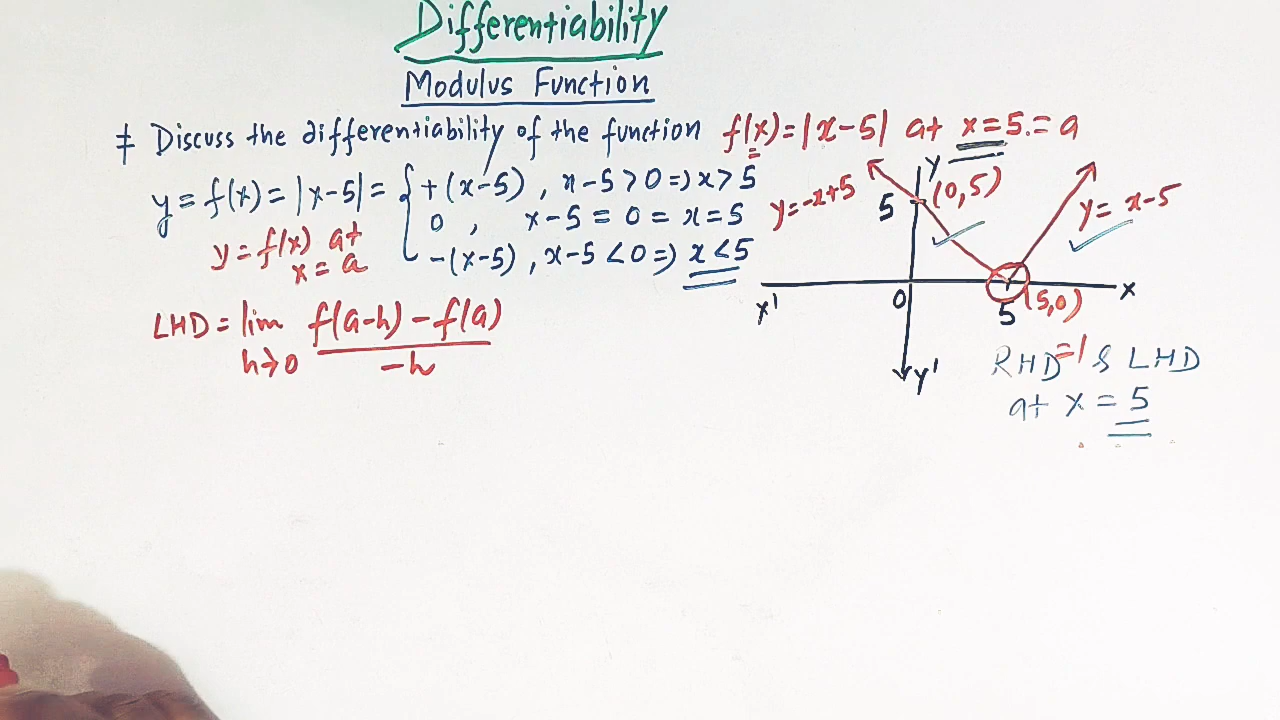 Differentiability
Modulus Function
# Discuss the differentiability of the function f(x)=|x-5| at x=5.=a
y=f(x)=|x-5|= { +(x-5) , x-5>0=)x>5
0 , x-5=0=x=5
-(x-5) , x-5<0=) x<5
y=f(x) at
x=a
LHD = lim f(a-h) - f(a)
h→0 -h
y=-x+5
Y
5
(0,5)
y= x-5
X'
0
5
(5,0)
X
Y'
RHD=1 & LHD
at x = 5